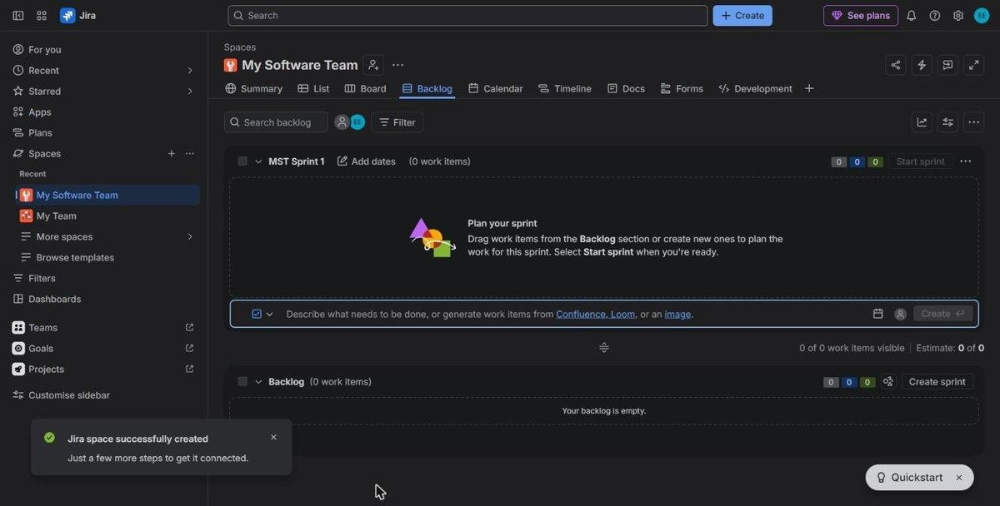 Jira
Search
+ Create
See plans
EE
For you
Recent
Starred
Apps
Plans
Spaces
Recent
My Software Team
My Team
More spaces
Browse templates
Filters
Dashboards
Teams
Goals
Projects
Customise sidebar
Spaces
My Software Team
Summary List Board Backlog Calendar Timeline Docs Forms Development
Search backlog
EE
Filter
MST Sprint 1 Add dates (0 work items) 0 0 0 Start sprint
Plan your sprint
Drag work items from the Backlog section or create new ones to plan the
work for this sprint. Select Start sprint when you're ready.
Describe what needs to be done, or generate work items from Confluence, Loom, or an image. Create
0 of 0 work items visible Estimate: 0 of 0
Backlog (0 work items) 0 0 0 Create sprint
Your backlog is empty.
Jira space successfully created
Just a few more steps to get it connected.
Quickstart